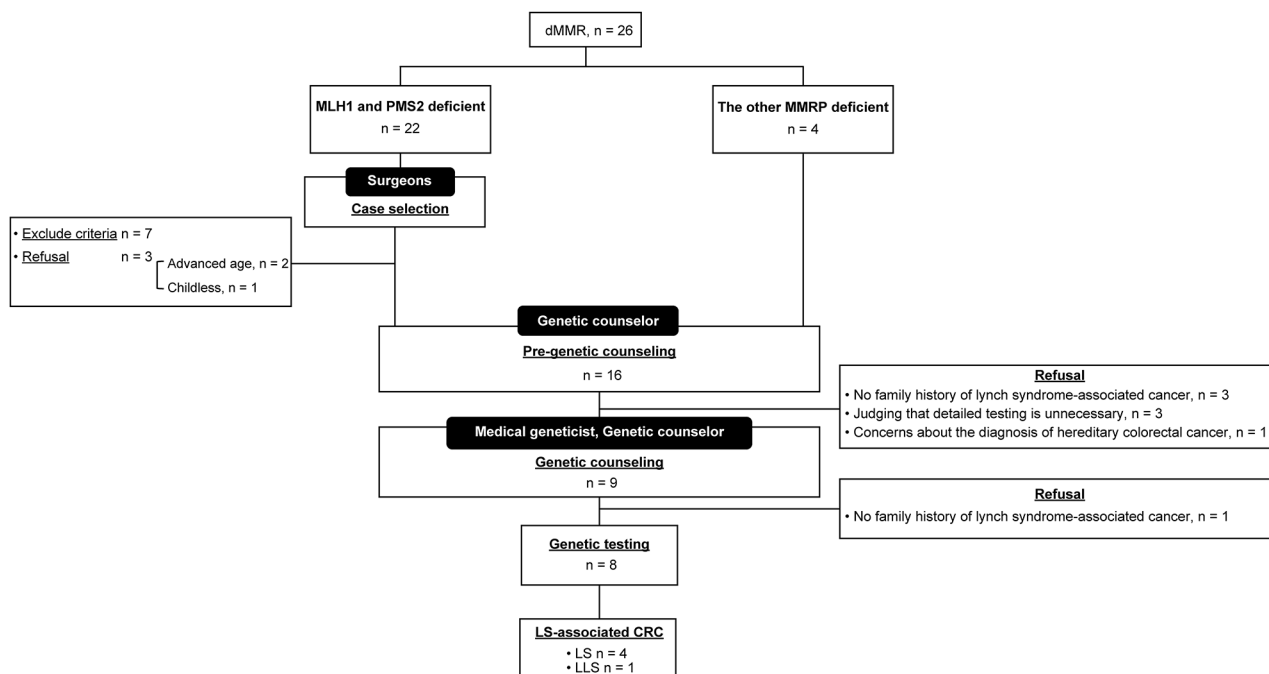 dMMR, n = 26
MLH1 and PMS2 deficient
n = 22
The other MMRP deficient
n = 4
Surgeons
Case selection
• Exclude criteria n = 7
• Refusal n = 3
Advanced age, n = 2
Childless, n = 1
Genetic counselor
Pre-genetic counseling
n = 16
Refusal
• No family history of lynch syndrome-associated cancer, n = 3
• Judging that detailed testing is unnecessary, n = 3
• Concerns about the diagnosis of hereditary colorectal cancer, n = 1
Medical geneticist, Genetic counselor
Genetic counseling
n = 9
Refusal
• No family history of lynch syndrome-associated cancer, n = 1
Genetic testing
n = 8
LS-associated CRC
• LS n = 4
• LLS n = 1